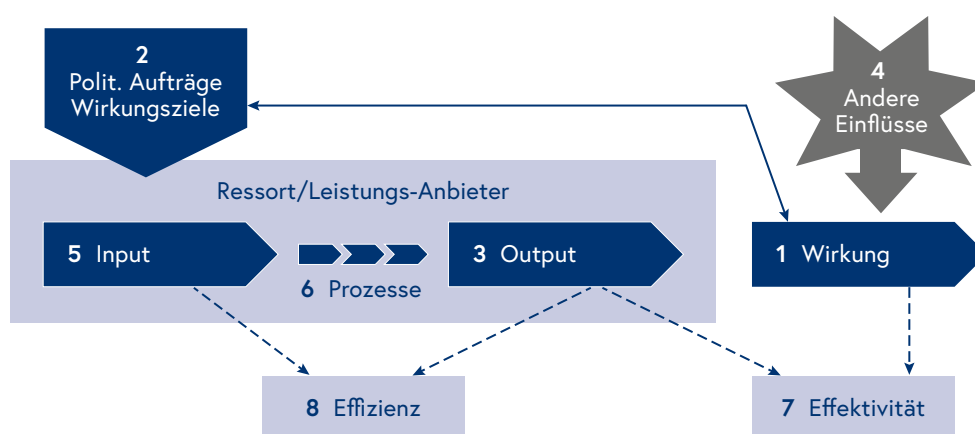 2
Polit. Aufträge
Wirkungsziele
4
Andere
Einflüsse
Ressort/Leistungs-Anbieter
5 Input
6 Prozesse
3 Output
1 Wirkung
8 Effizienz
7 Effektivität